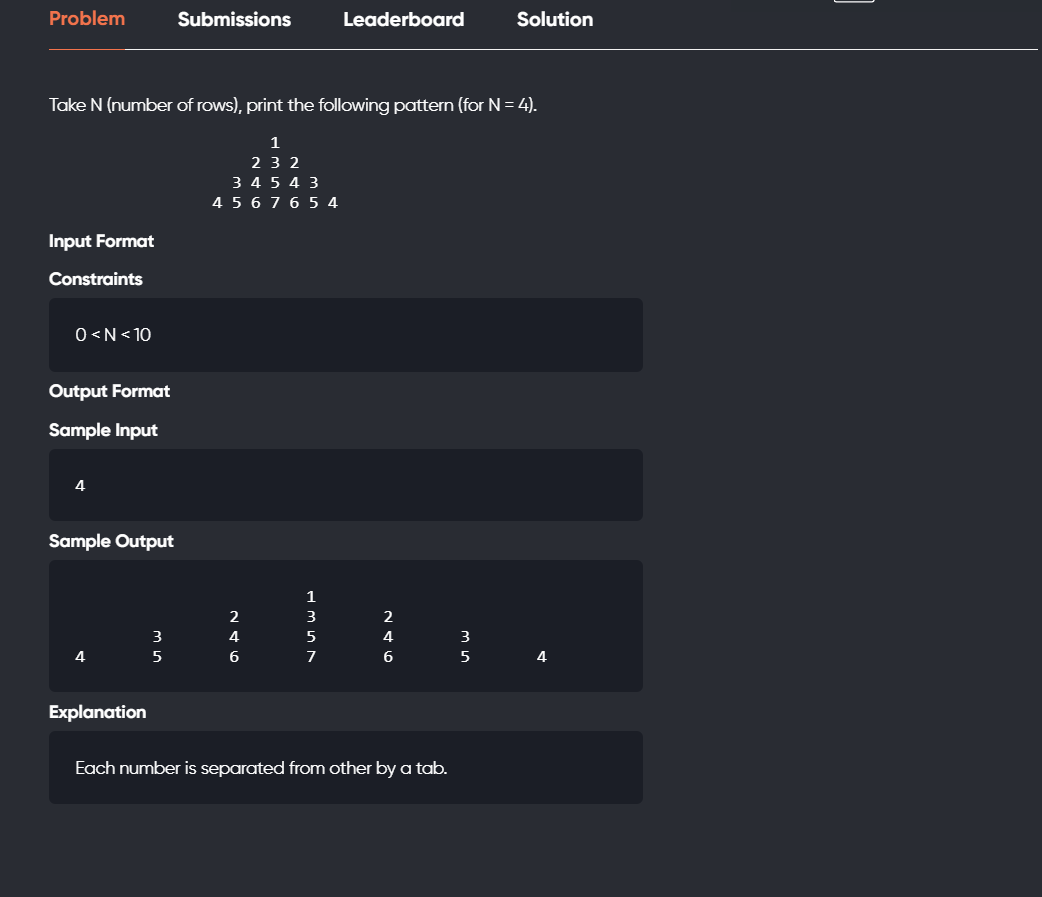 Problem Submissions Leaderboard Solution
Take N (number of rows), print the following pattern (for N = 4).
1
2 3 2
3 4 5 4 3
4 5 6 7 6 5 4
Input Format
Constraints
0 < N < 10
Output Format
Sample Input
4
Sample Output
1
2 3 2
3 4 5 4 3
4 5 6 7 6 5 4
Explanation
Each number is separated from other by a tab.